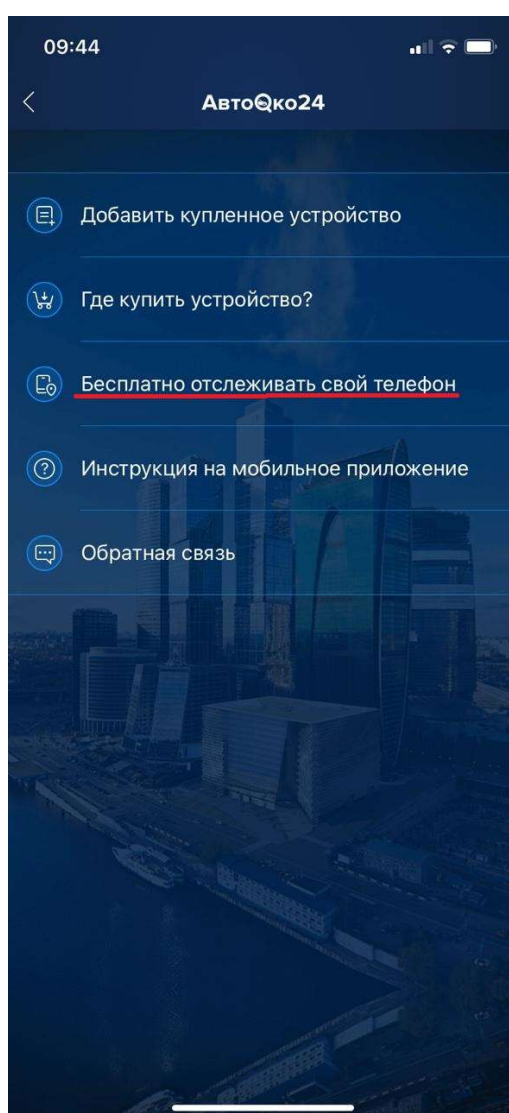 09:44
АвтоОко24
Добавить купленное устройство
Где купить устройство?
Бесплатно отслеживать свой телефон
Инструкция на мобильное приложение
Обратная связь